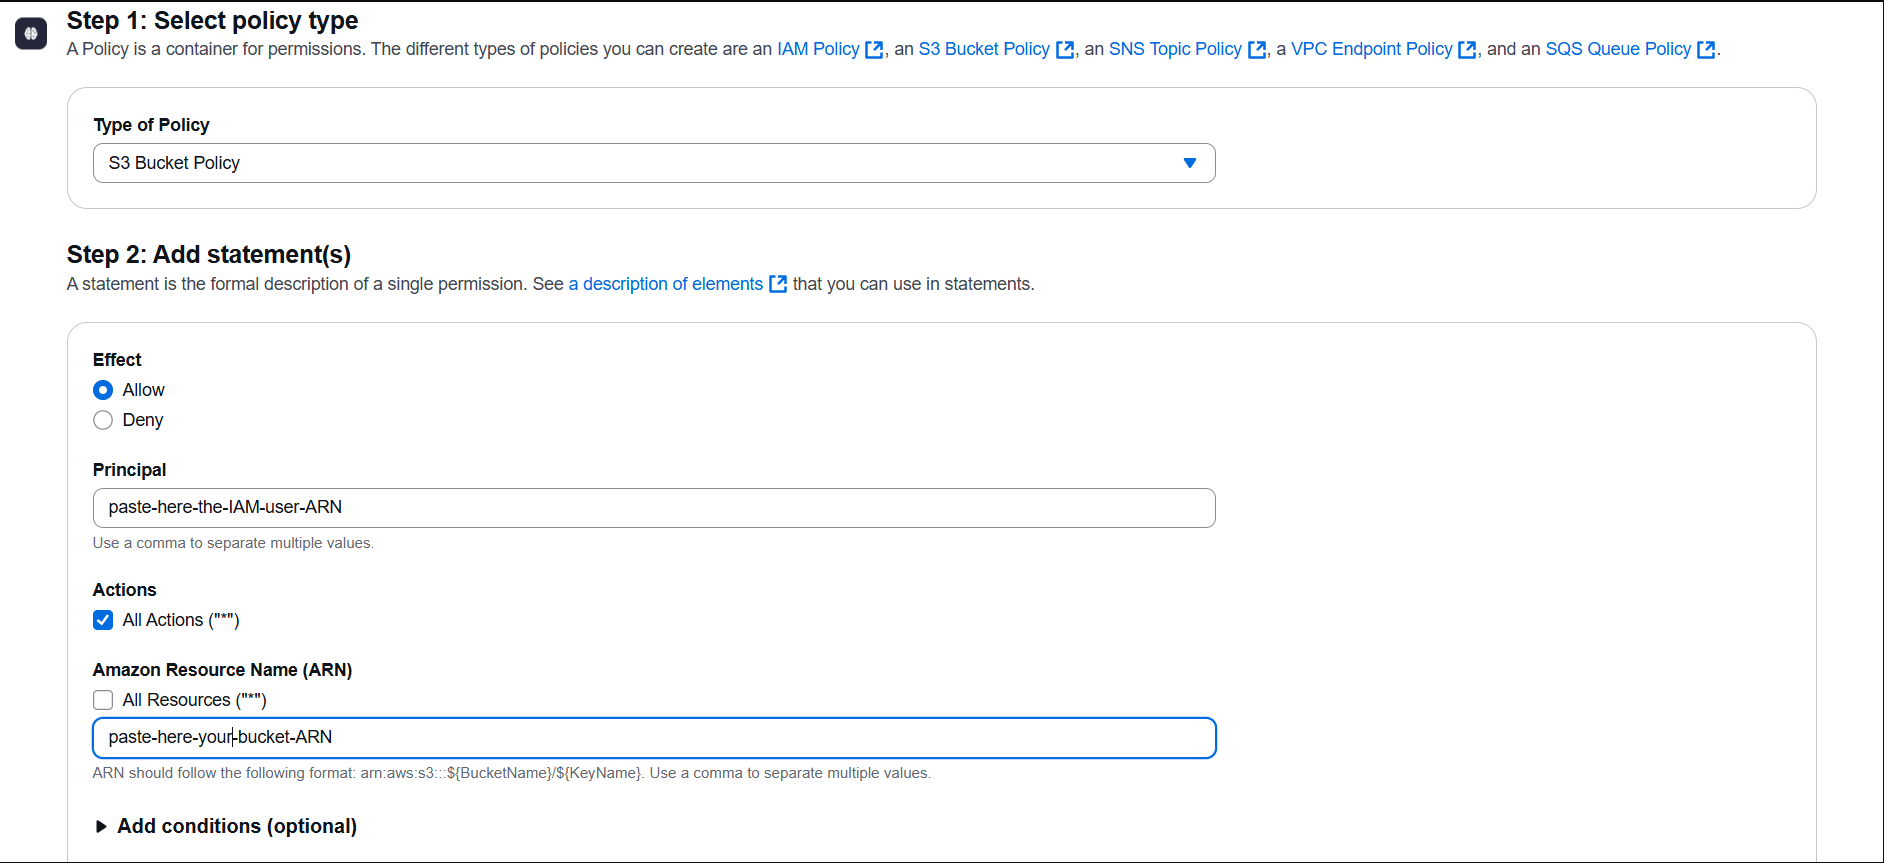 Step 1: Select policy type
A Policy is a container for permissions. The different types of policies you can create are an IAM Policy, an S3 Bucket Policy, an SNS Topic Policy, a VPC Endpoint Policy, and an SQS Queue Policy.
Type of Policy
S3 Bucket Policy
Step 2: Add statement(s)
A statement is the formal description of a single permission. See a description of elements that you can use in statements.
Effect
Allow
Deny
Principal
paste-here-the-IAM-user-ARN
Use a comma to separate multiple values.
Actions
All Actions ("*")
Amazon Resource Name (ARN)
All Resources ("*")
paste-here-your-bucket-ARN
ARN should follow the following format: arn:aws:s3:::${BucketName}/${KeyName}. Use a comma to separate multiple values.
Add conditions (optional)